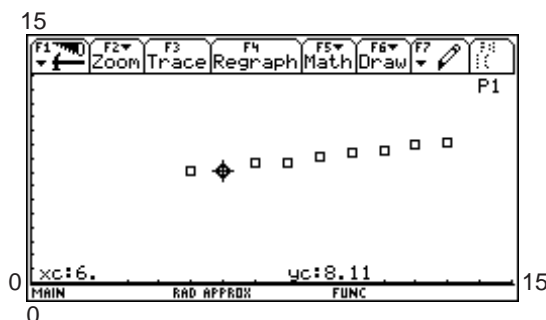 15
F1 F2 Zoom F3 Trace F4 Regraph F5 Math F6 Draw F7
P1
xc:6. yc:8.11
0 15
MAIN RAD APPROX FUNC
0